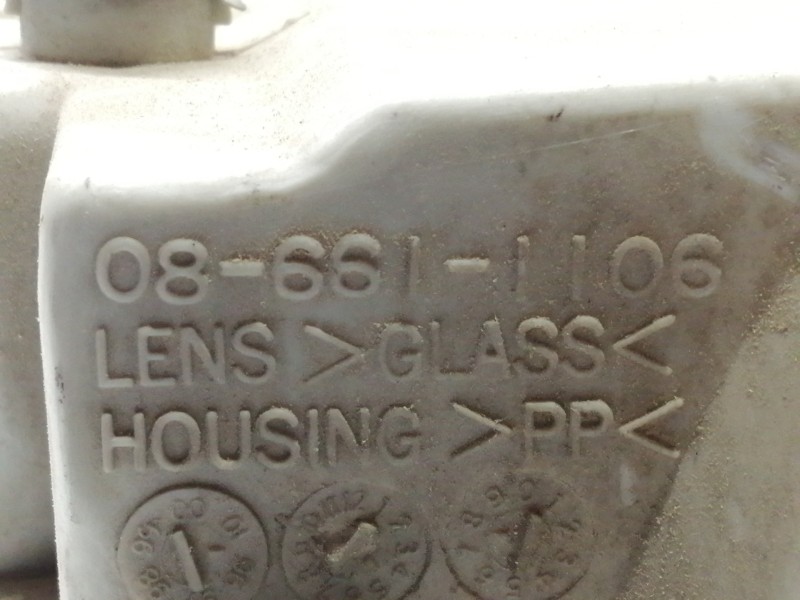 08-661-1106
LENS >GLASS<
HOUSING >PP<